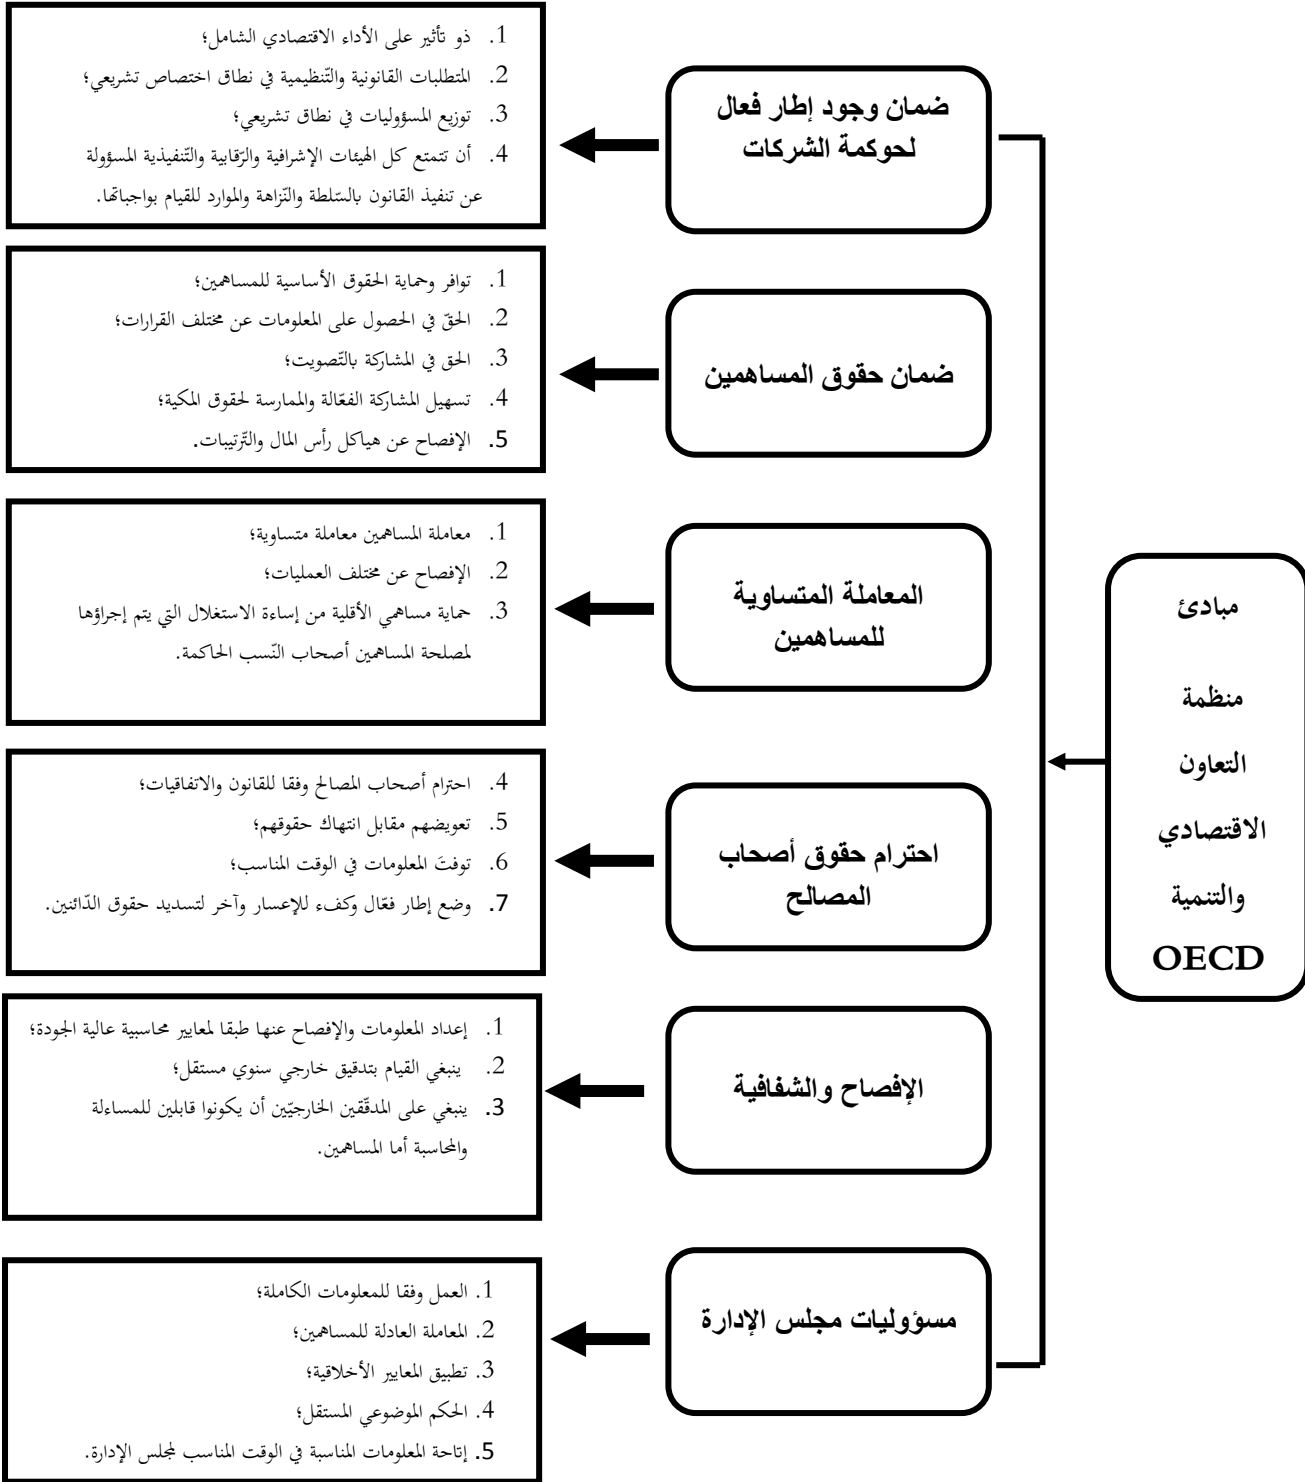 مبادئ
منظمة
التعاون
الاقتصادي
والتنمية
OECD
ضمان وجود إطار فعال
لحوكمة الشركات
1. ذو تأثير على الأداء الاقتصادي الشامل؛
2. المتطلبات القانونية والتّنظيمية في نطاق اختصاص تشريعي؛
3. توزيع المسؤوليات في نطاق تشريعي؛
4. أن تتمتع كل الهيئات الإشرافية والرّقابية والتّنفيذية المسؤولة
عن تنفيذ القانون بالسّلطة والنّزاهة والموارد للقيام بواجباتها.
ضمان حقوق المساهمين
1. توافر وحماية الحقوق الأساسية للمساهمين؛
2. الحقّ في الحصول على المعلومات عن مختلف القرارات؛
3. الحق في المشاركة بالتّصويت؛
4. تسهيل المشاركة الفعّالة والممارسة لحقوق المكية؛
5. الإفصاح عن هياكل رأس المال والتّرتيبات.
المعاملة المتساوية
للمساهمين
1. معاملة المساهمين معاملة متساوية؛
2. الإفصاح عن مختلف العمليات؛
3. حماية مساهمي الأقلية من إساءة الاستغلال التي يتم إجراؤها
لمصلحة المساهمين أصحاب النّسب الحاكمة.
احترام حقوق أصحاب
المصالح
4. احترام أصحاب المصالح وفقا للقانون والاتفاقيات؛
5. تعويضهم مقابل انتهاك حقوقهم؛
6. توفتَ المعلومات في الوقت المناسب؛
7. وضع إطار فعّال وكفء للإعسار وآخر لتسديد حقوق الدّائنين.
الإفصاح والشفافية
1. إعداد المعلومات والإفصاح عنها طبقا لمعايير محاسبية عالية الجودة؛
2. ينبغي القيام بتدقيق خارجي سنوي مستقل؛
3. ينبغي على المدقّقين الخارجيّين أن يكونوا قابلين للمساءلة
والمحاسبة أما المساهمين.
مسؤوليات مجلس الإدارة
1. العمل وفقا للمعلومات الكاملة؛
2. المعاملة العادلة للمساهمين؛
3. تطبيق المعايير الأخلاقية؛
4. الحكم الموضوعي المستقل؛
5. إتاحة المعلومات المناسبة في الوقت المناسب لمجلس الإدارة.